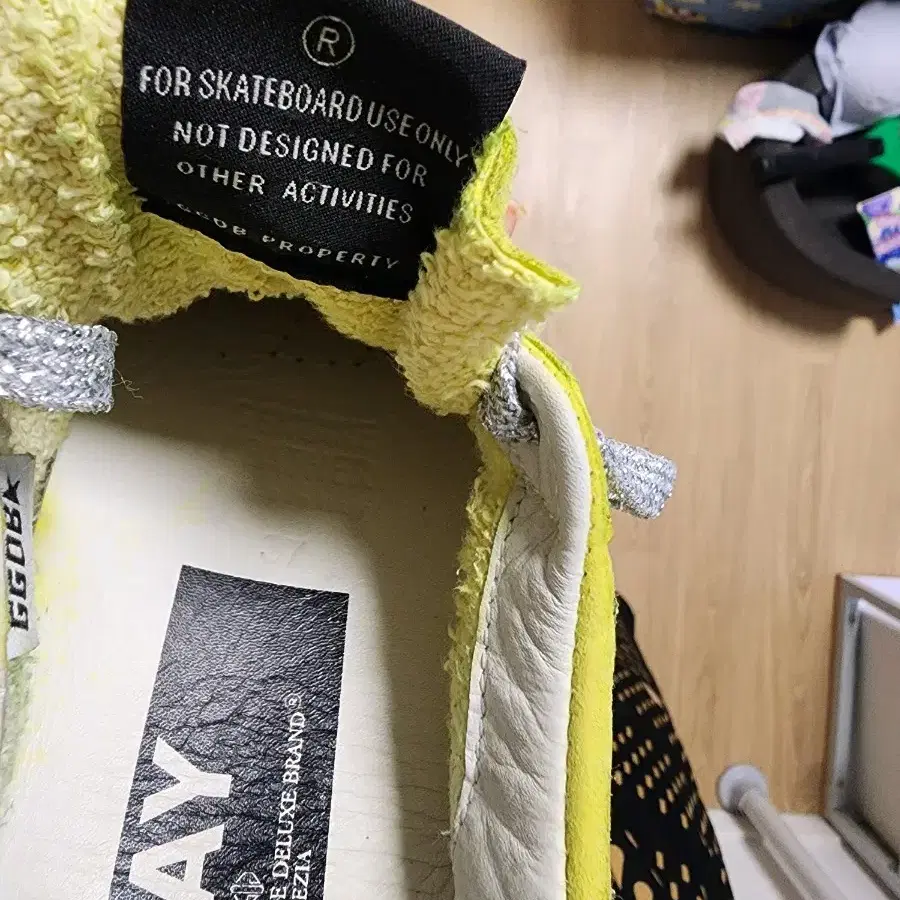 ®
FOR SKATEBOARD USE ONLY
NOT DESIGNED FOR
OTHER ACTIVITIES
GGDB PROPERTY
GGDB
AY
E DELUXE BRAND®
EZIA